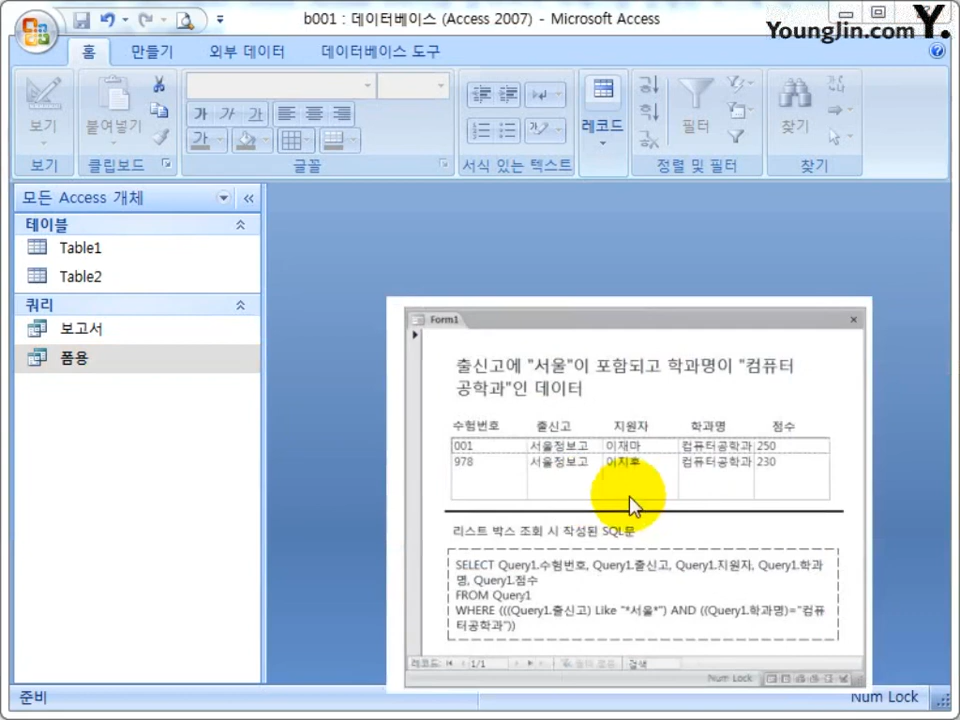 b001 : 데이터베이스 (Access 2007) - Microsoft Access
YoungJin.com Y.
홈 만들기 외부 데이터 데이터베이스 도구
보기 붙여넣기 가 가 가 레코드 필터 찾기
가
보기 클립보드 글꼴 서식 있는 텍스트 정렬 및 필터 찾기
모든 Access 개체
테이블
Table1
Table2
쿼리
보고서
폼용
Form1
출신고에 "서울"이 포함되고 학과명이 "컴퓨터
공학과"인 데이터
수험번호 출신고 지원자 학과명 점수
001 서울정보고 이재마 컴퓨터공학과 250
978 서울정보고 이지후 컴퓨터공학과 230
리스트 박스 조회 시 작성된 SQL문
SELECT Query1.수험번호, Query1.출신고, Query1.지원자, Query1.학과
명, Query1.점수
FROM Query1
WHERE (((Query1.출신고) Like "*서울*") AND ((Query1.학과명)="컴퓨
터공학과"))
레코드: 1/1 검색
Num Lock
준비 Num Lock